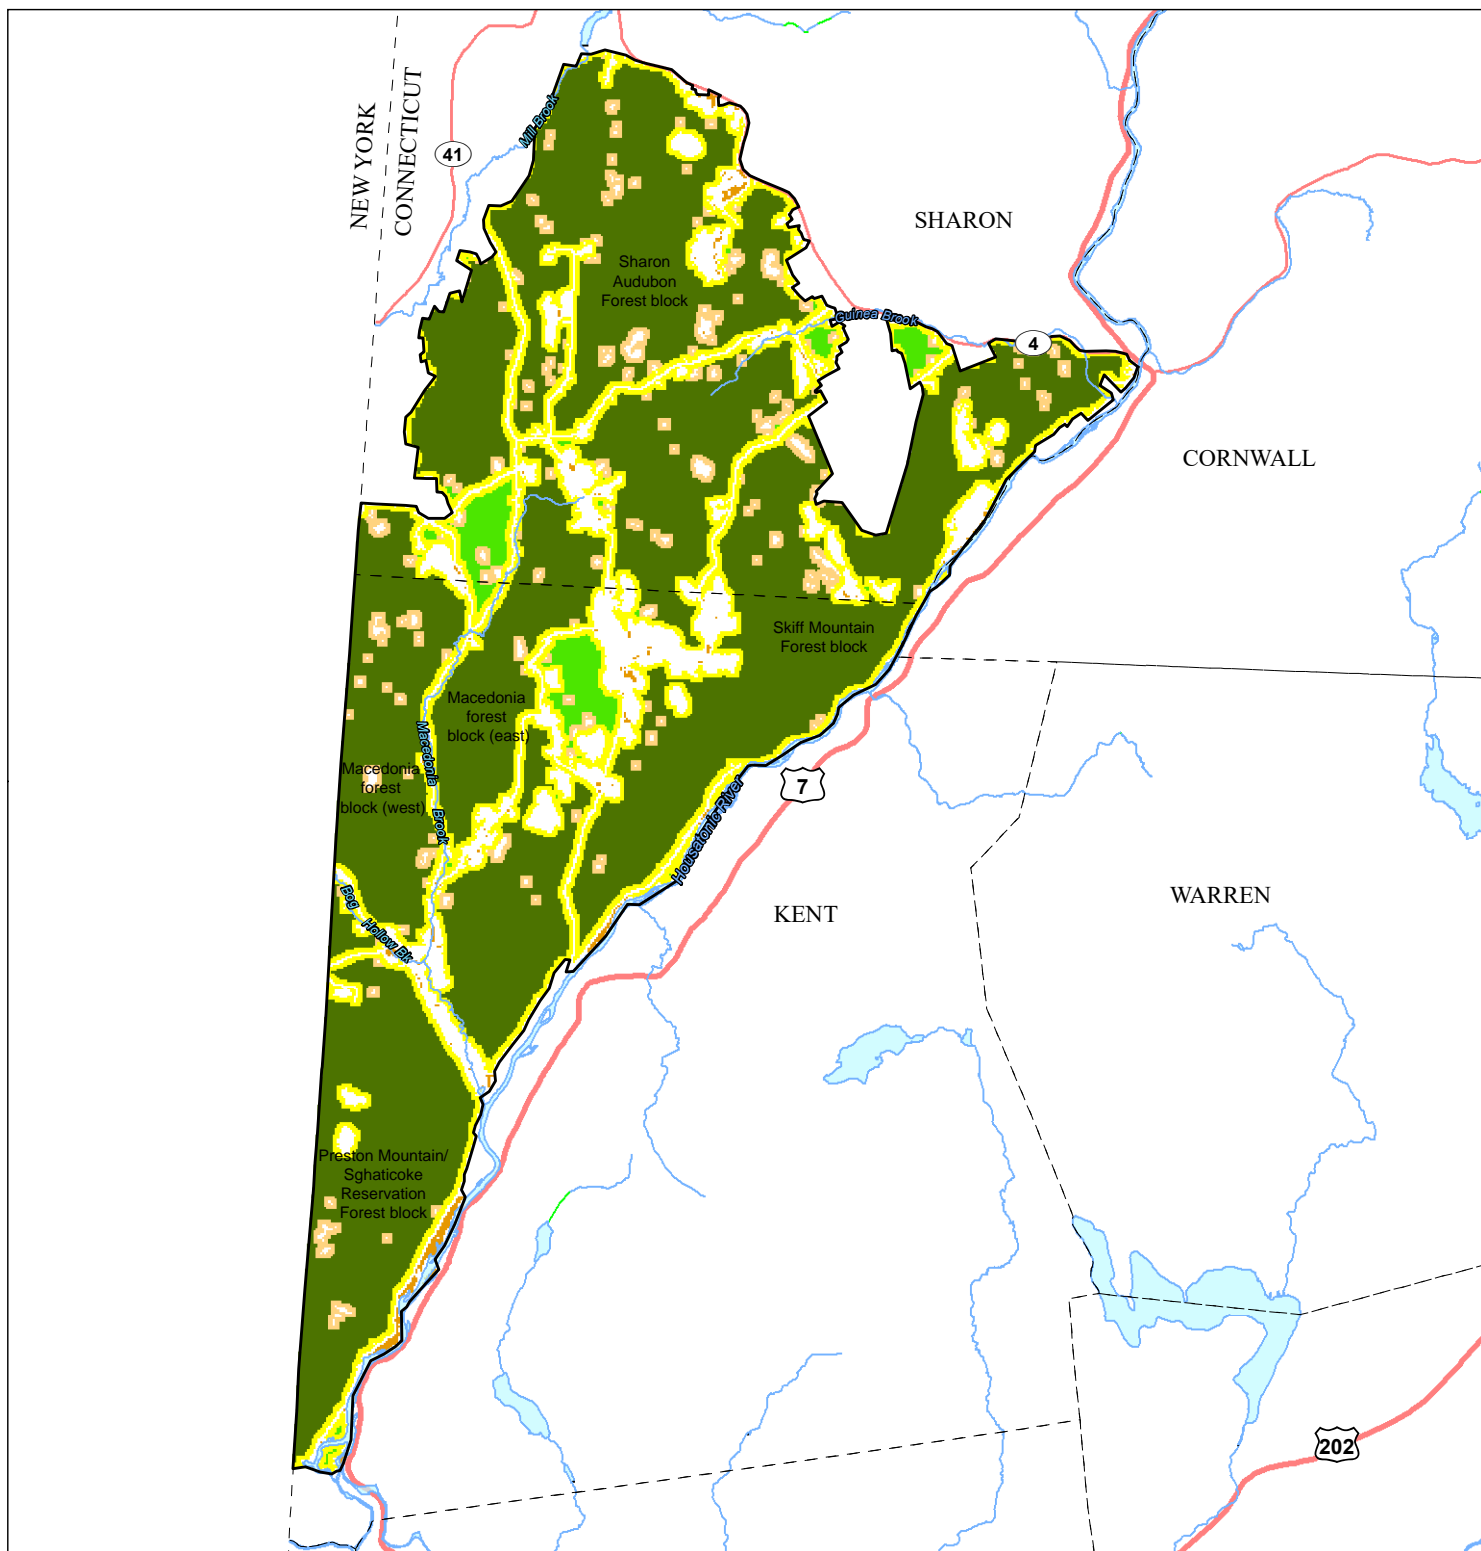 NEW YORK
CONNECTICUT
41
Mill Brook
SHARON
Sharon
Audubon
Forest block
Guinea Brook
4
CORNWALL
Skiff Mountain
Forest block
Macedonia
forest
block (east)
Macedonia
forest
block (west)
Macedonia
Brook
7
Housatonic River
Bog
Hollow Bk
KENT
WARREN
Preston Mountain/
Sghaticoke
Reservation
Forest block
202